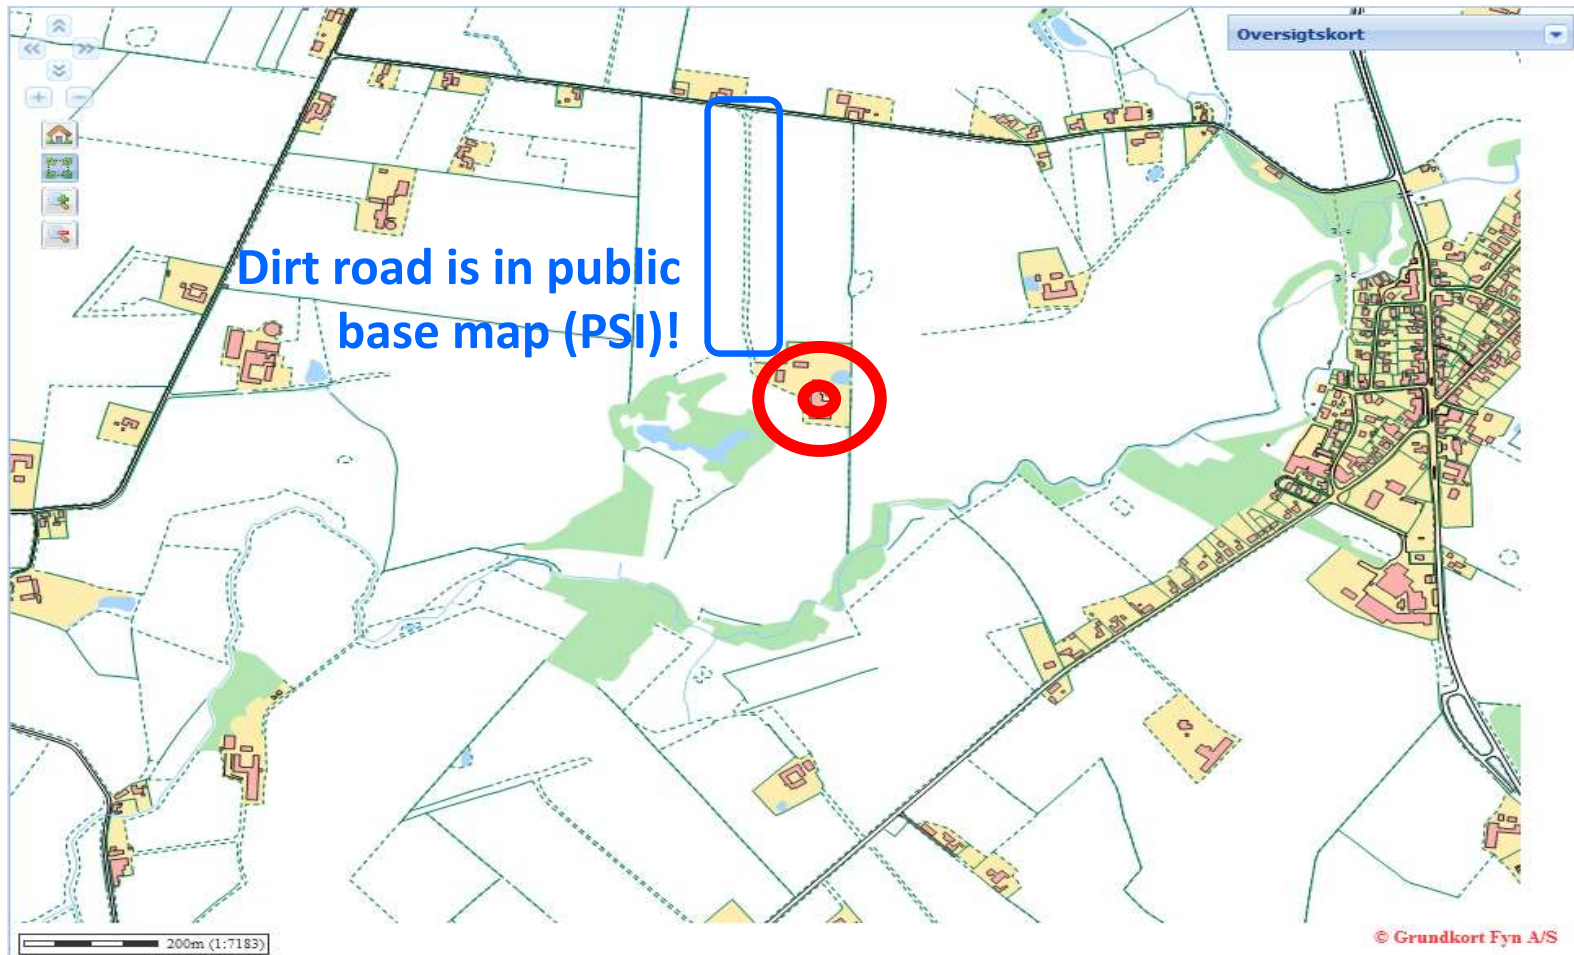 Oversigtskort
Dirt road is in public
base map (PSI)!
200m (1:7183)
© Grundkort Fyn A/S